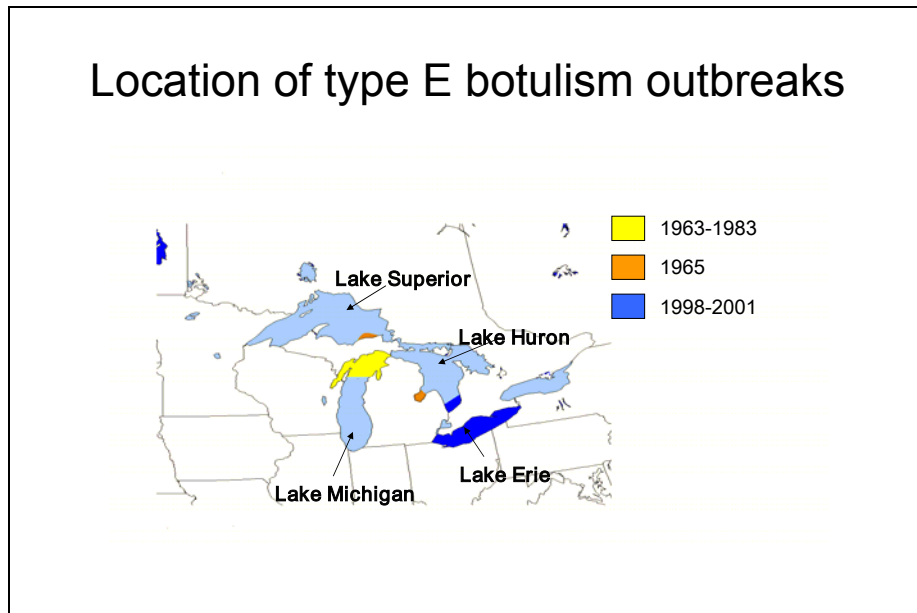 Location of type E botulism outbreaks
1963-1983
1965
1998-2001
Lake Superior
Lake Huron
Lake Erie
Lake Michigan